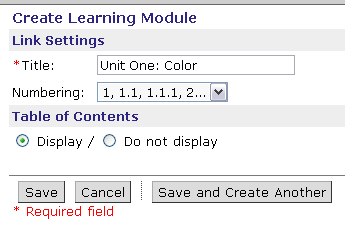 Create Learning Module
Link Settings
* Title: Unit One: Color
Numbering: 1, 1.1, 1.1.1, 2...
Table of Contents
Display / Do not display
Save Cancel Save and Create Another
* Required field